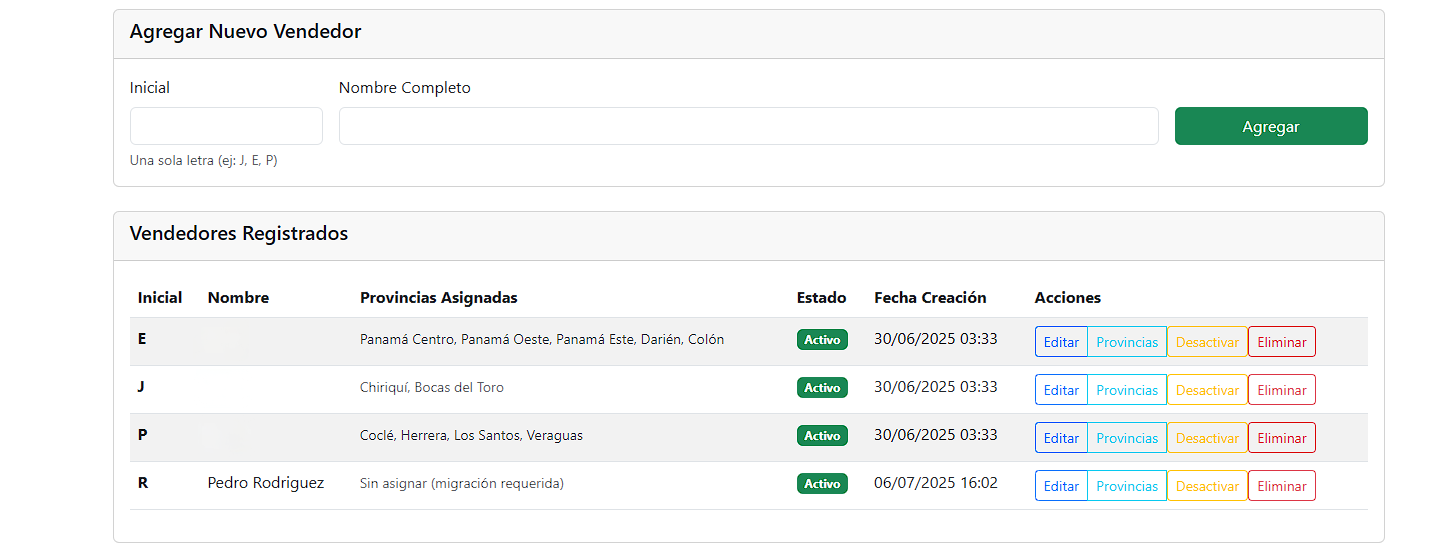 Agregar Nuevo Vendedor
Inicial Nombre Completo
Agregar
Una sola letra (ej: J, E, P)
Vendedores Registrados
Inicial Nombre Provincias Asignadas Estado Fecha Creación Acciones
E Panamá Centro, Panamá Oeste, Panamá Este, Darién, Colón Activo 30/06/2025 03:33 Editar Provincias Desactivar Eliminar
J Chiriquí, Bocas del Toro Activo 30/06/2025 03:33 Editar Provincias Desactivar Eliminar
P Coclé, Herrera, Los Santos, Veraguas Activo 30/06/2025 03:33 Editar Provincias Desactivar Eliminar
R Pedro Rodriguez Sin asignar (migración requerida) Activo 06/07/2025 16:02 Editar Provincias Desactivar Eliminar